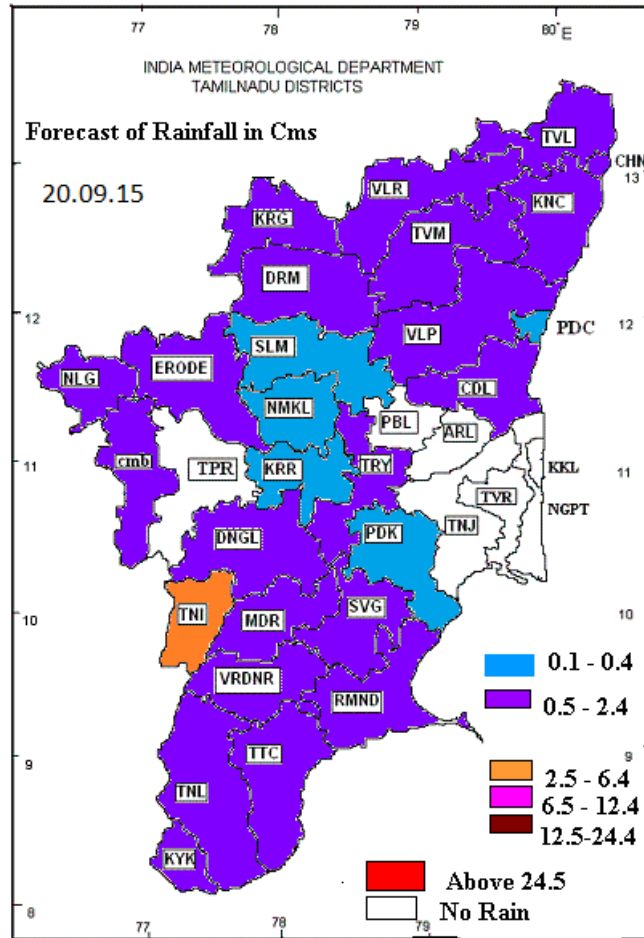 77 78 79 80°E
11
INDIA METEOROLOGICAL DEPARTMENT
TAMILNADU DISTRICTS
Forecast of Rainfall in Cms
20.09.15
TVL
CHN
13
VLR
KNC
KRG
TVM
DRM
12
12
PDC
SLM
VLP
ERODE
NLG
CDL
NMKL
PBL
ARL
cmb
11
TPR
KRR
TRY
11
KKL
TVR
NGPT
DNGL
PDK
TNJ
10
TNI
MDR
SVG
10
0.1 - 0.4
VRDNR
RMND
0.5 - 2.4
9
TTC
9
2.5 - 6.4
TNL
6.5 - 12.4
12.5-24.4
KYK
Above 24.5
No Rain
8
77 78 79